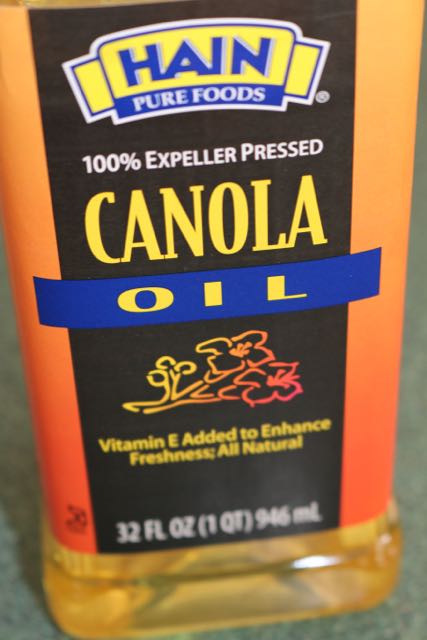 HAIN
PURE FOODS®
100% EXPELLER PRESSED
CANOLA
OIL
Vitamin E Added to Enhance
Freshness; All Natural
32 FL OZ (1 QT) 946 mL